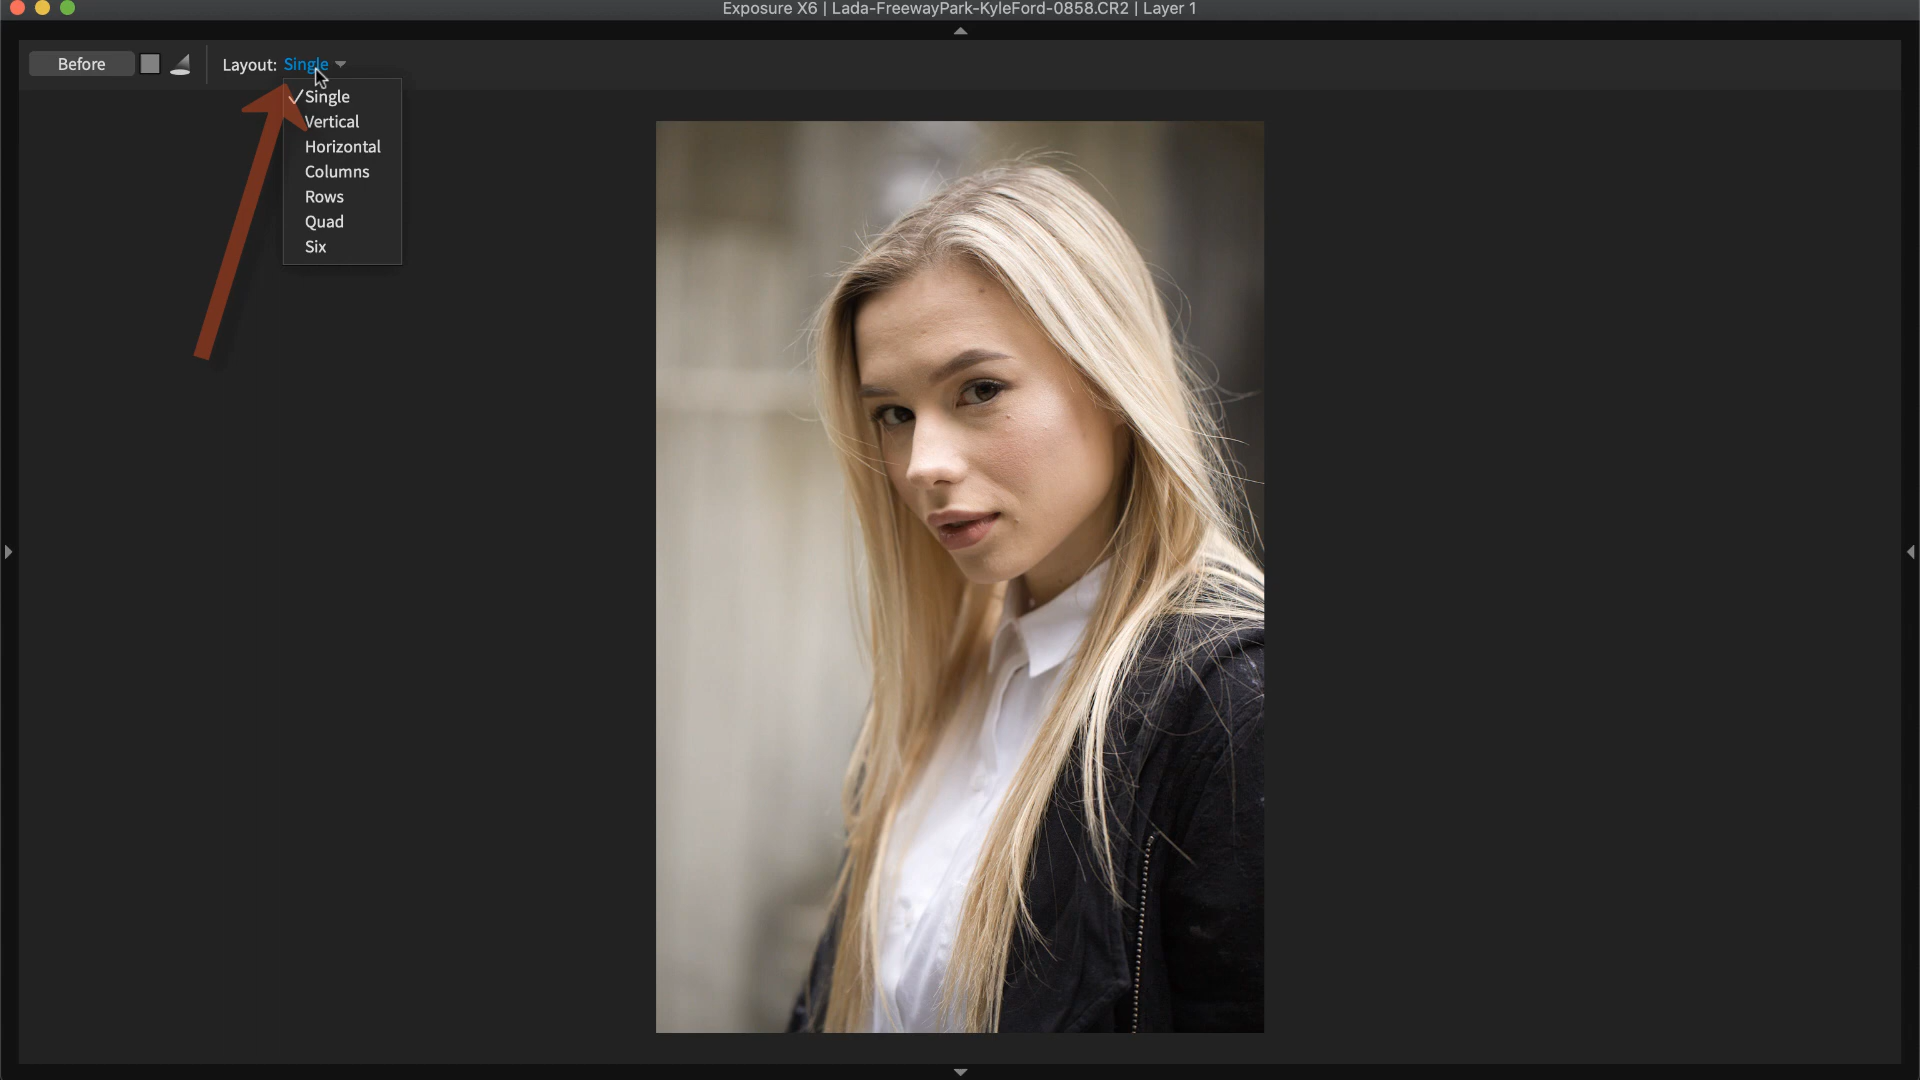 Exposure X6 | Lada-FreewayPark-KyleFord-0858.CR2 | Layer 1
Before
Layout: Single
Single
Vertical
Horizontal
Columns
Rows
Quad
Six